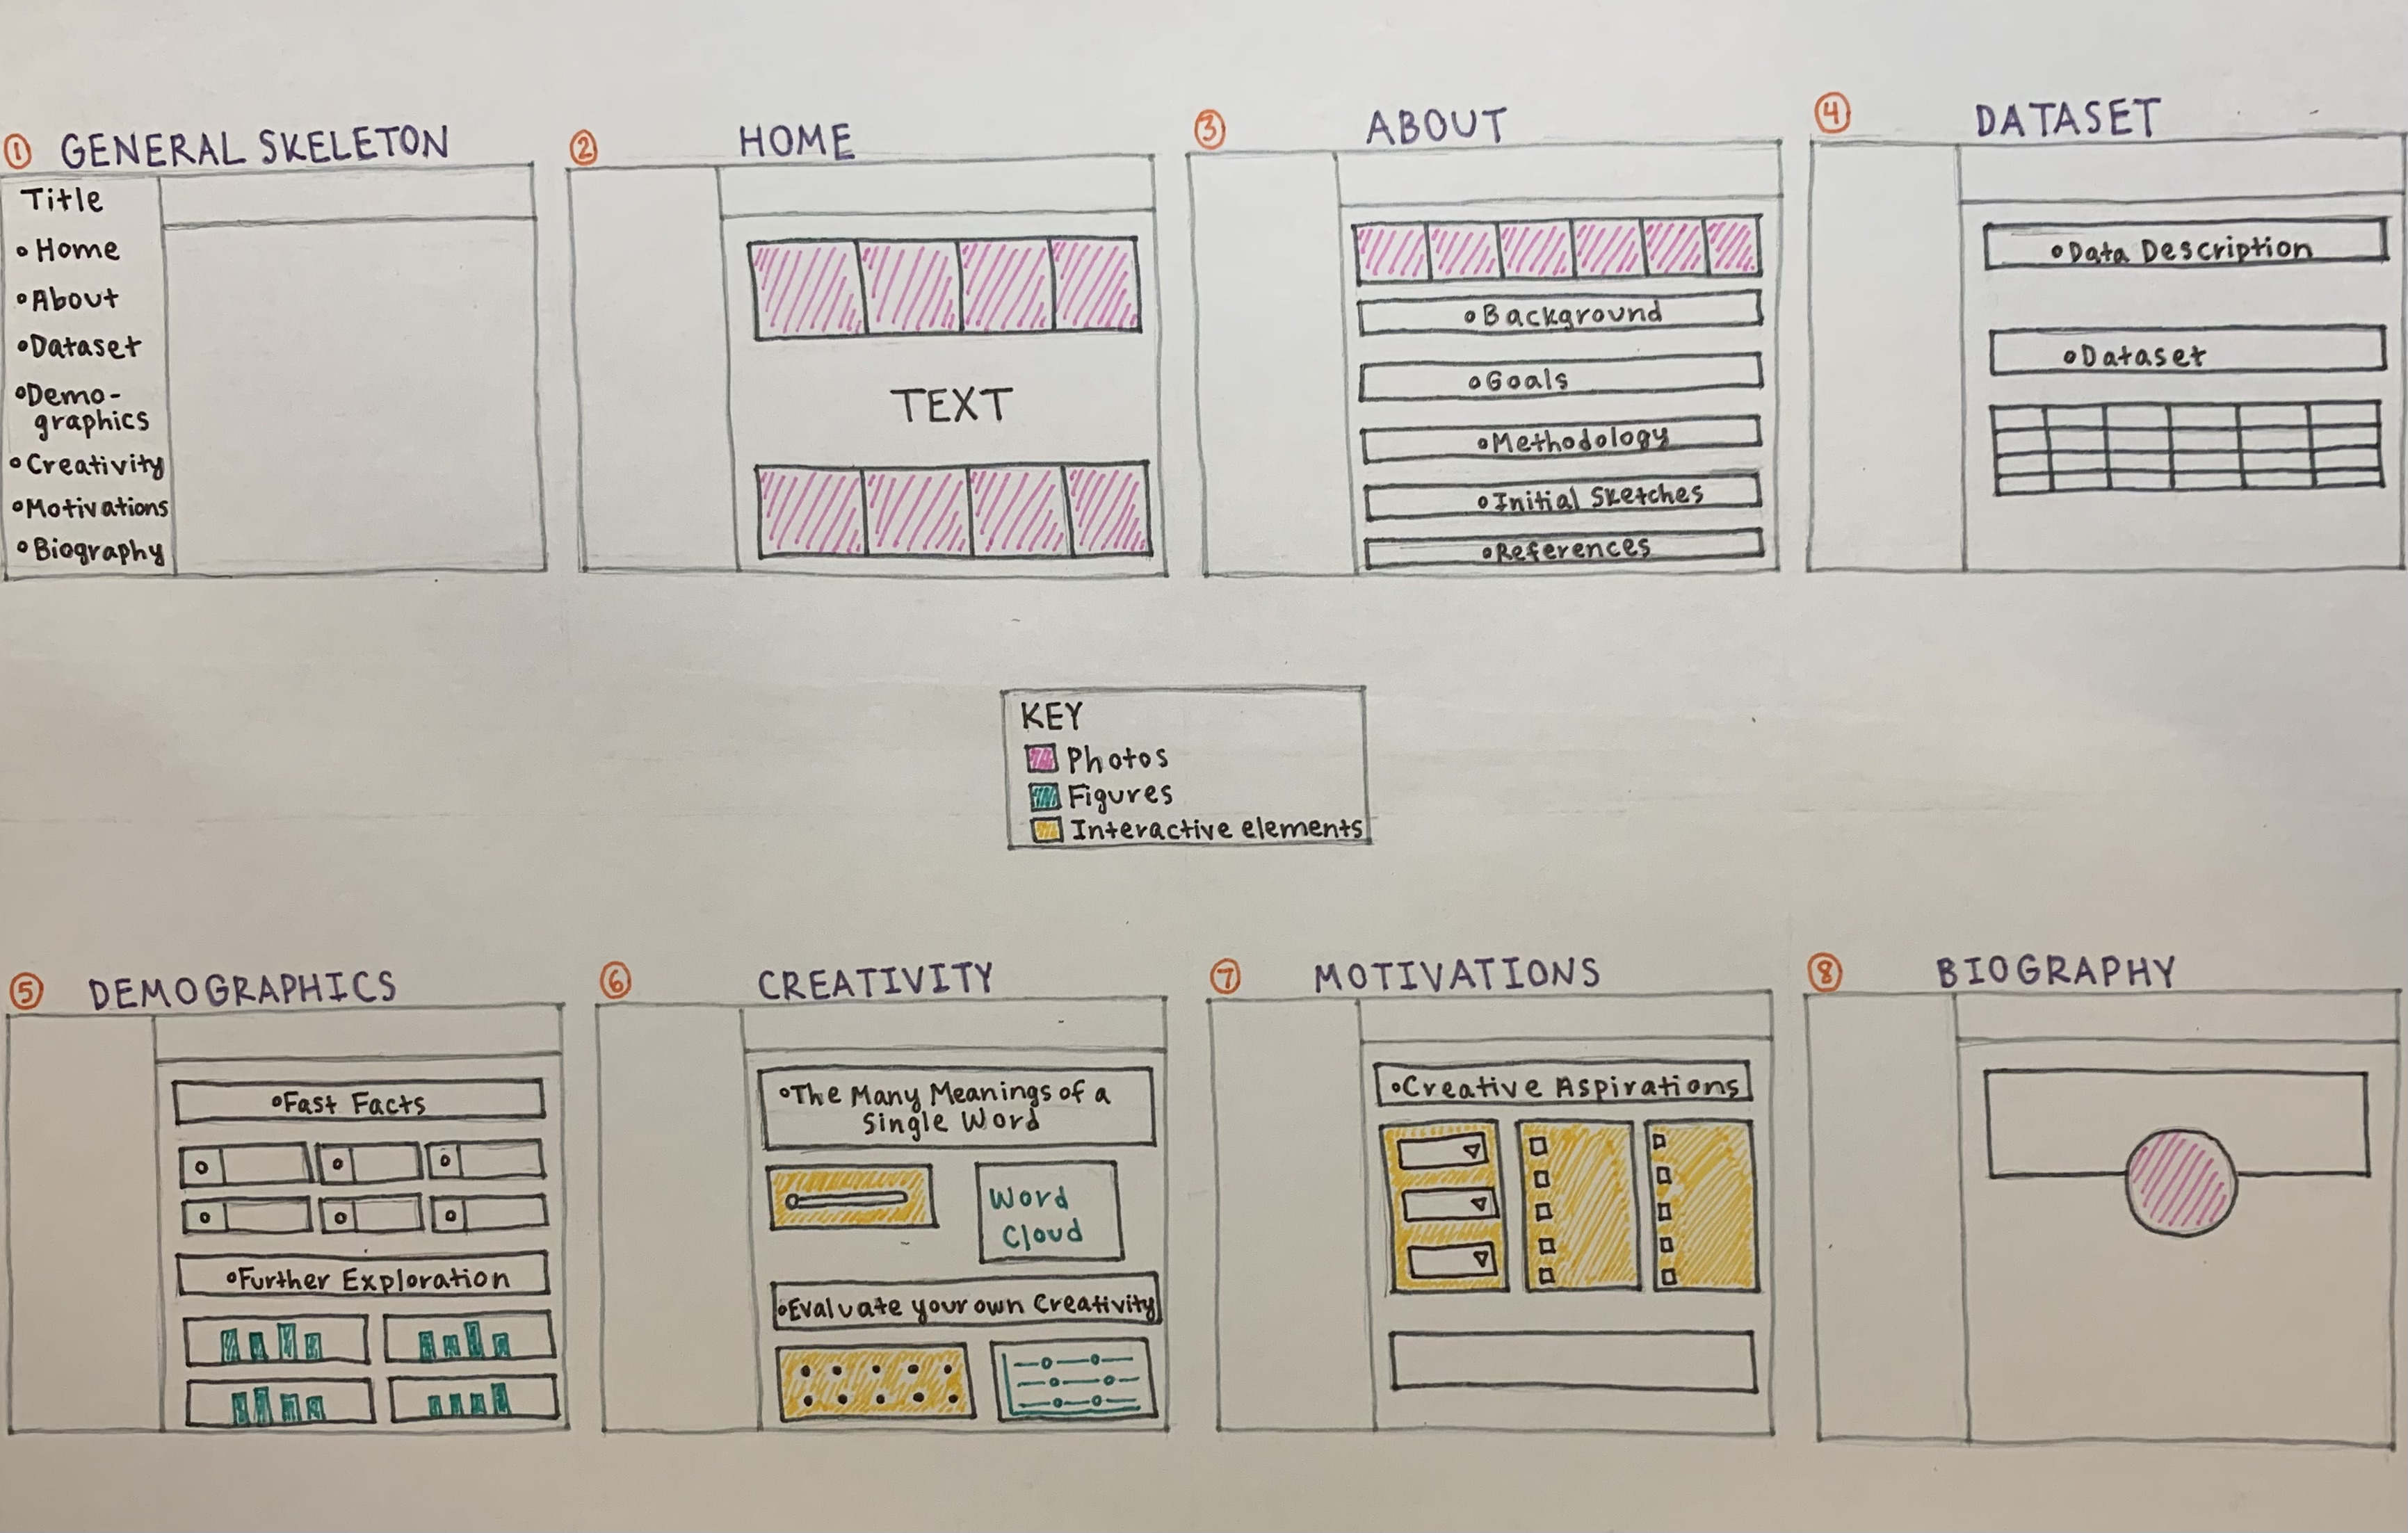 ① GENERAL SKELETON
Title
• Home
• About
• Dataset
• Demo-
graphics
• Creativity
• Motivations
• Biography
② HOME
TEXT
③ ABOUT
• Background
• Goals
• Methodology
• Initial Sketches
• References
④ DATASET
• Data Description
• Dataset
KEY
Photos
Figures
Interactive elements
⑤ DEMOGRAPHICS
• Fast Facts
• Further Exploration
⑥ CREATIVITY
• The Many Meanings of a
Single Word
Word
Cloud
• Evaluate your own Creativity
⑦ MOTIVATIONS
• Creative Aspirations
⑧ BIOGRAPHY